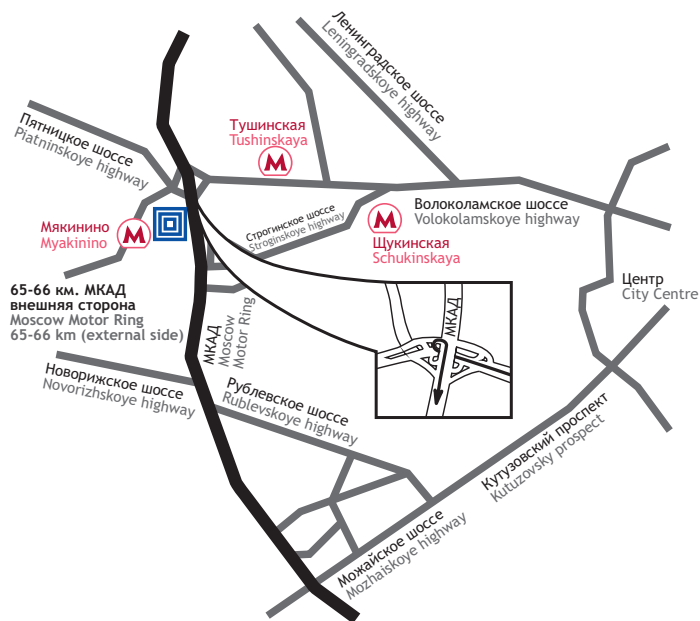 Ленинградское шоссе
Leningradskoye highway
Тушинская
Tushinskaya
M
Пятницкое шоссе
Piatninskoye highway
Волоколамское шоссе
Volokolamskoye highway
Строгинское шоссе
Stroginskoye highway
M
Щукинская
Schukinskaya
Мякинино
Myakinino
M
Центр
City Centre
65-66 км. МКАД
внешняя сторона
Moscow Motor Ring
65-66 km (external side)
МКАД
Moscow
Motor Ring
МКАД
Новорижское шоссе
Novorizhskoye highway
Рублевское шоссе
Rublevskoye highway
Кутузовский проспект
Kutuzovsky prospect
Можайское шоссе
Mozhaiskoye highway